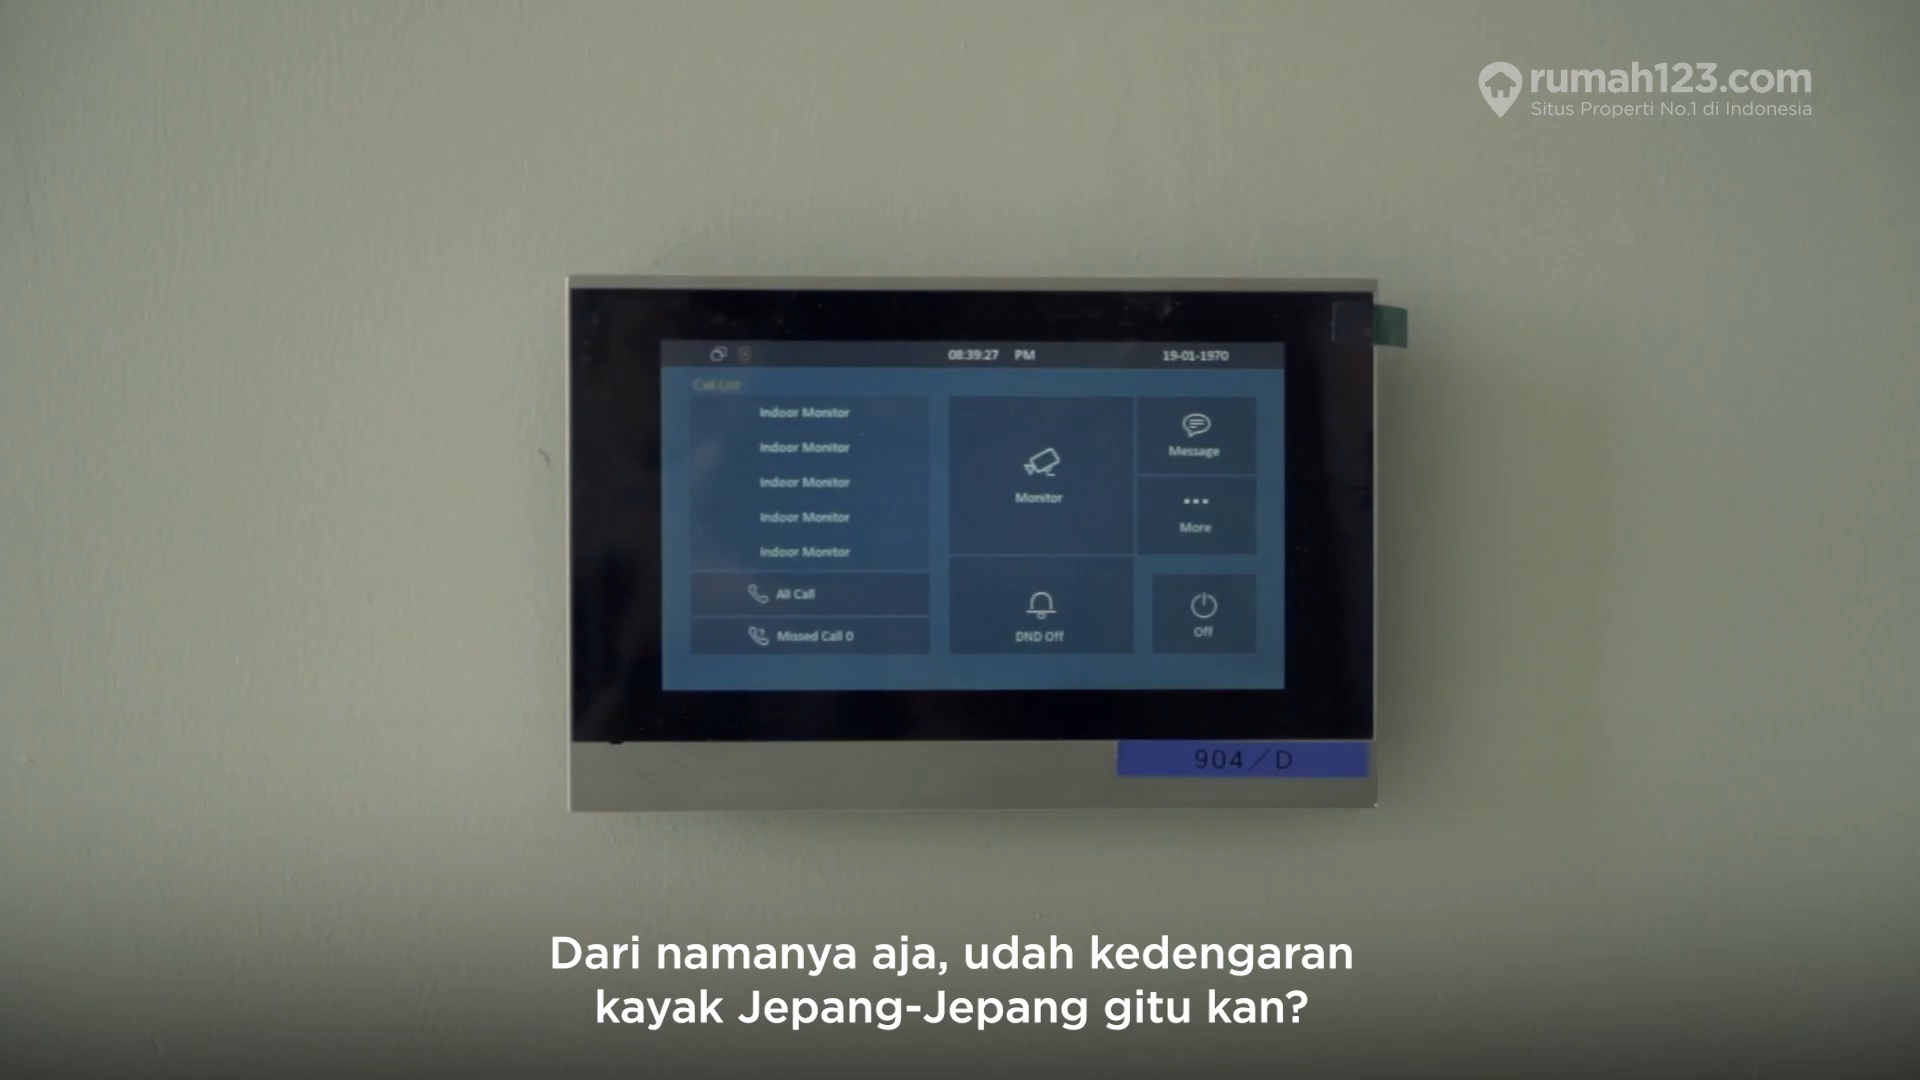 rumah123.com
Situs Properti No.1 di Indonesia
08:39:27 PM
19-01-1970
Call List
Indoor Monitor
Indoor Monitor
Indoor Monitor
Indoor Monitor
Indoor Monitor
All Call
Missed Call 0
Monitor
DND Off
Message
More
Off
904/D
Dari namanya aja, udah kedengaran
kayak Jepang-Jepang gitu kan?